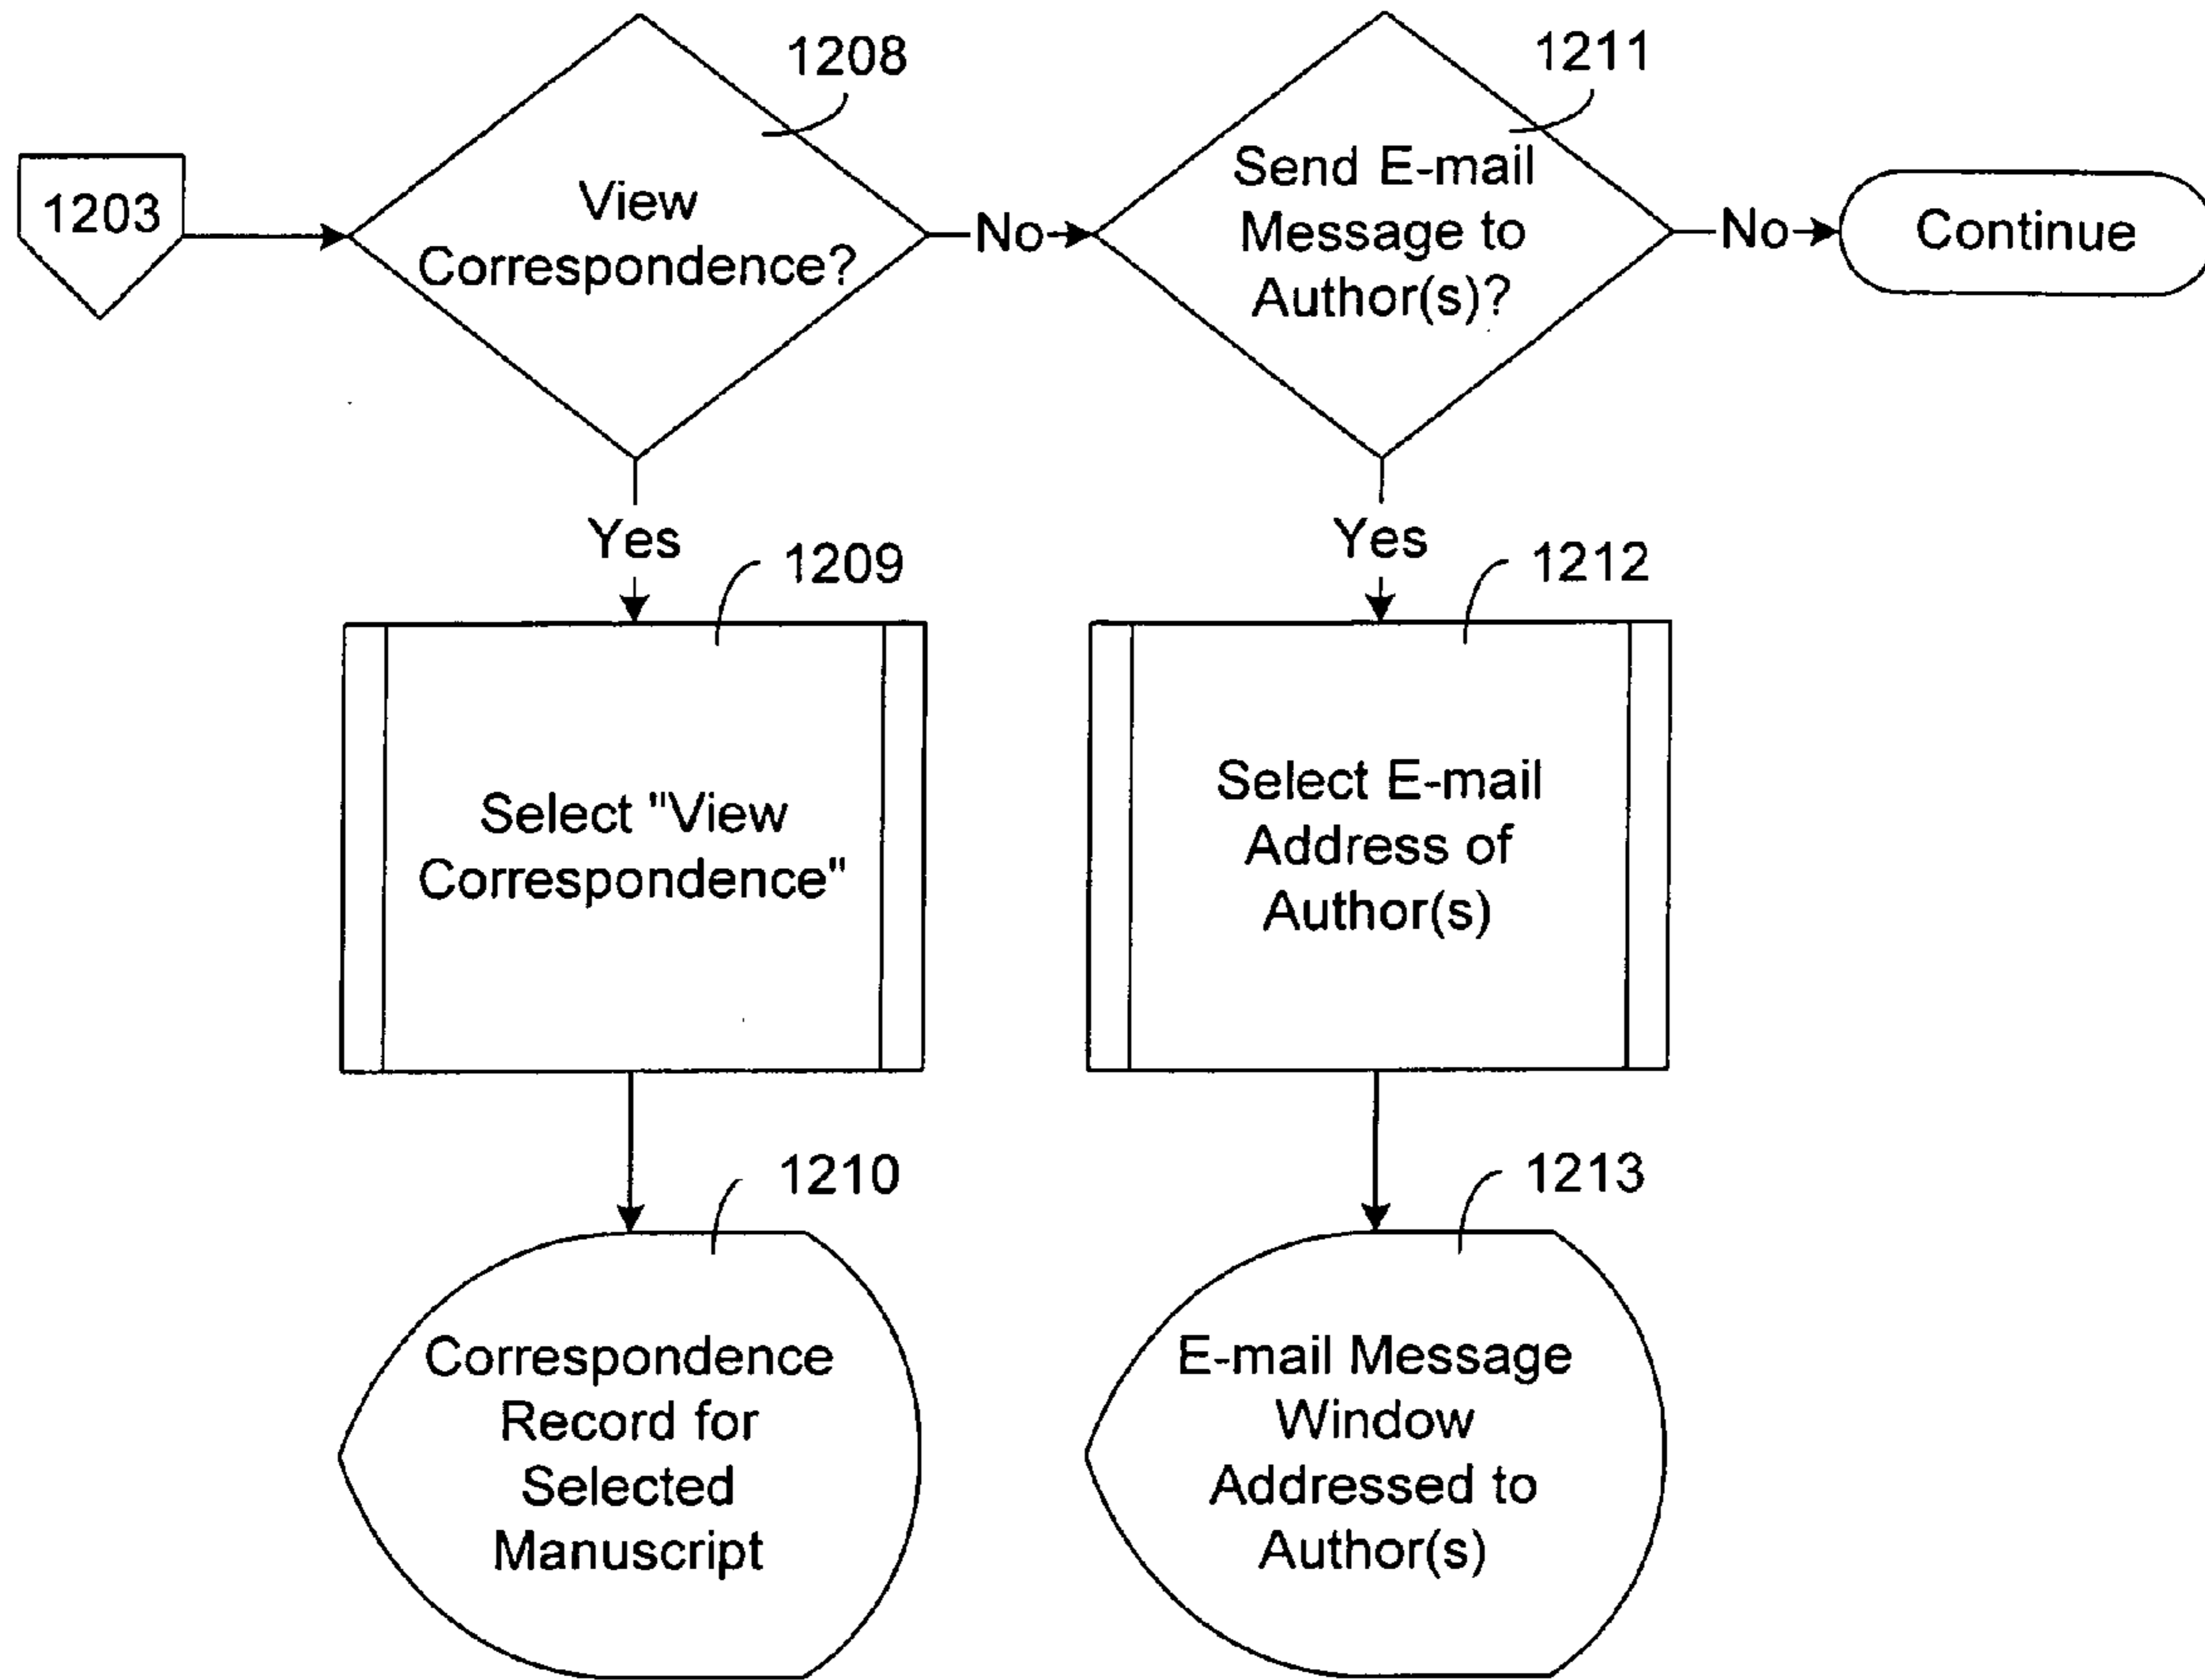 1203
1208
View
Correspondence?
No
1211
Send E-mail
Message to
Author(s)?
No
Continue
Yes
1209
Select "View
Correspondence"
Yes
1212
Select E-mail
Address of
Author(s)
1210
Correspondence
Record for
Selected
Manuscript
1213
E-mail Message
Window
Addressed to
Author(s)